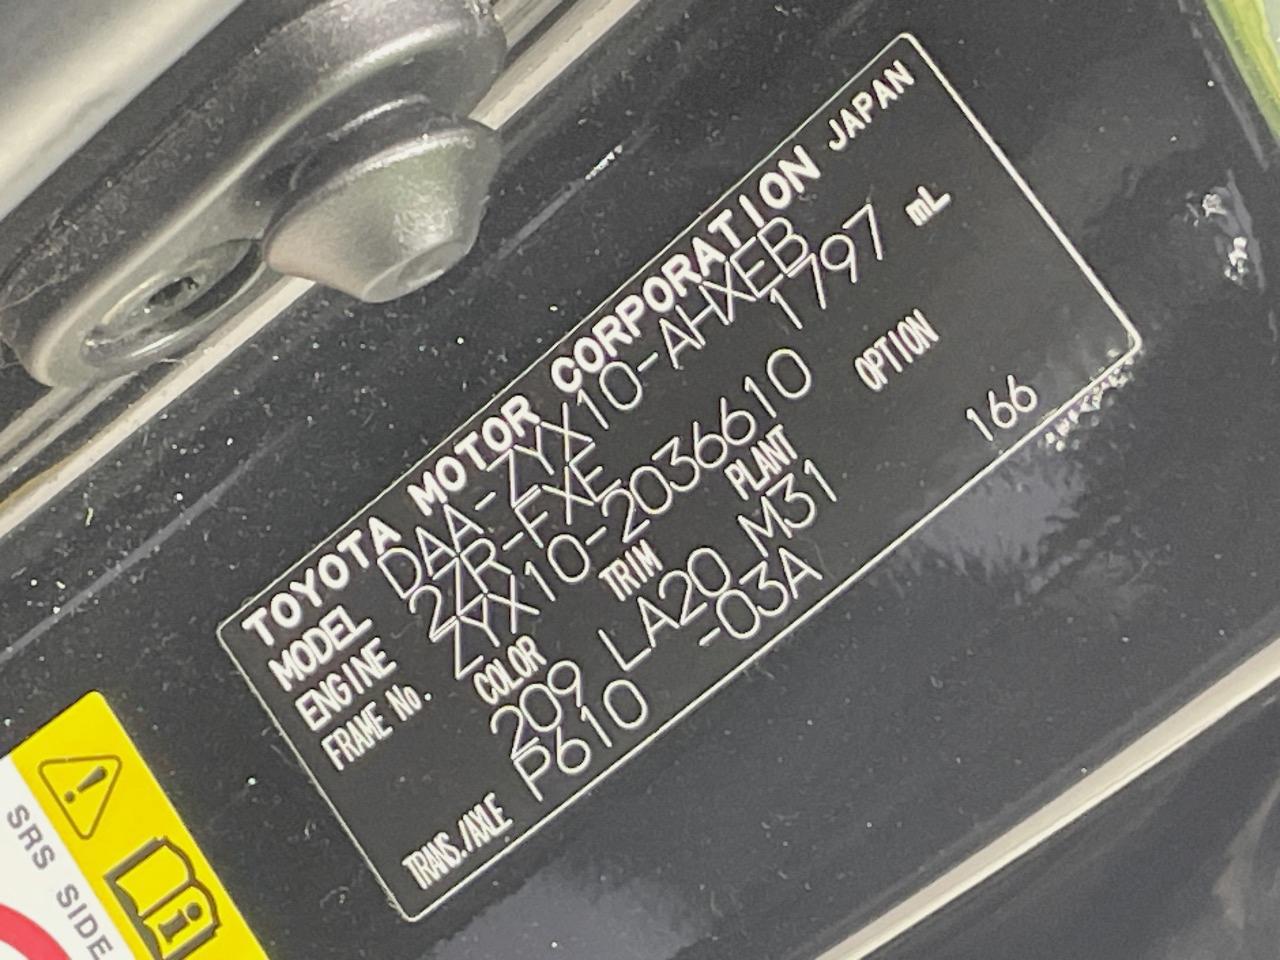 TOYOTA MOTOR CORPORATION JAPAN
MODEL DAA-ZYX10-AHXEB
ENGINE 2ZR-FXE 1797 mL
FRAME No. ZYX10-2036610
COLOR TRIM PLANT OPTION
209 LA20 M31 166
TRANS./AXLE P610 -03A
SRS SIDE